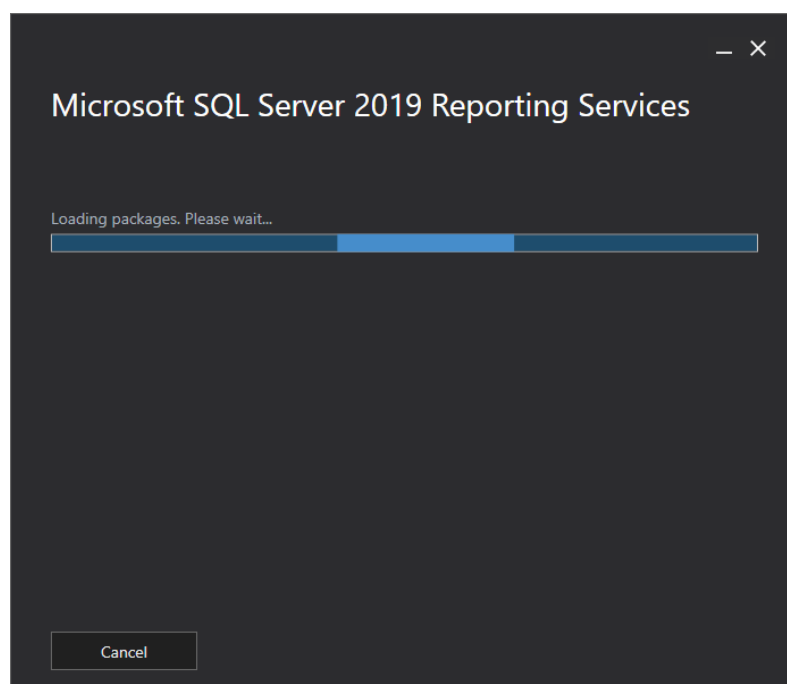 Microsoft SQL Server 2019 Reporting Services
Loading packages. Please wait...
Cancel